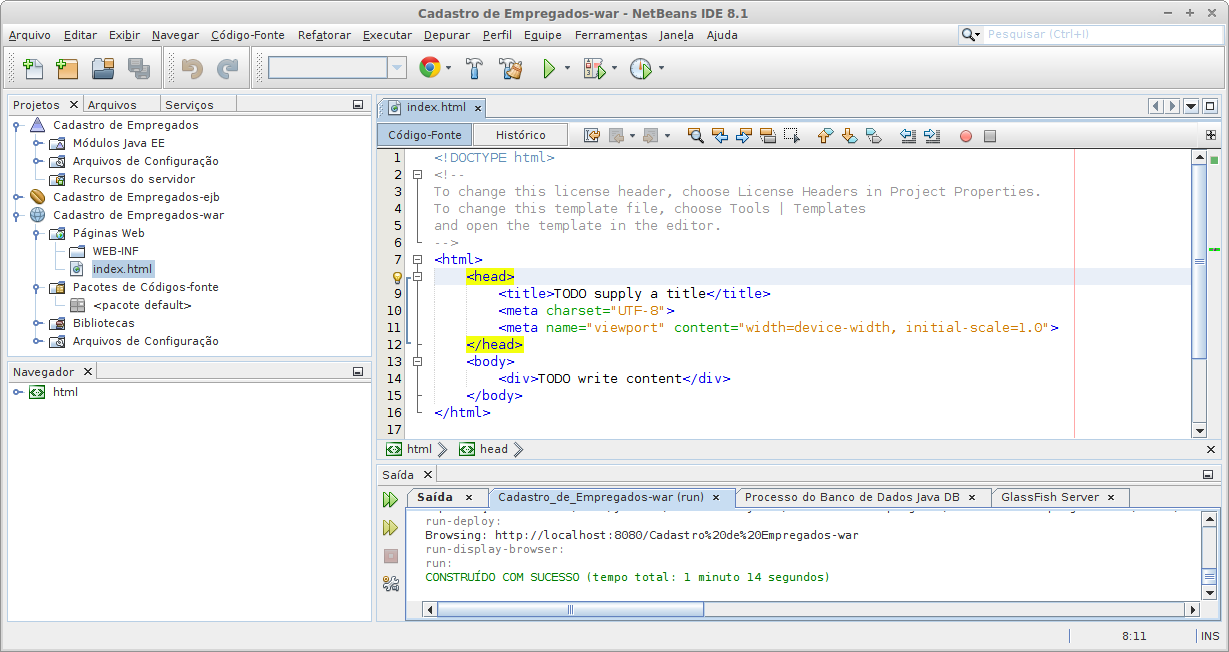 Cadastro de Empregados-war - NetBeans IDE 8.1
Arquivo Editar Exibir Navegar Código-Fonte Refatorar Executar Depurar Perfil Equipe Ferramentas Janela Ajuda
Pesquisar (Ctrl+I)
Projetos Arquivos Serviços
Cadastro de Empregados
Módulos Java EE
Arquivos de Configuração
Recursos do servidor
Cadastro de Empregados-ejb
Cadastro de Empregados-war
Páginas Web
WEB-INF
index.html
Pacotes de Códigos-fonte
<pacote default>
Bibliotecas
Arquivos de Configuração
Navegador
html
index.html
Código-Fonte Histórico
1 <!DOCTYPE html>
2 <!--
3 To change this license header, choose License Headers in Project Properties.
4 To change this template file, choose Tools | Templates
5 and open the template in the editor.
6 -->
7 <html>
<head>
9 <title>TODO supply a title</title>
10 <meta charset="UTF-8">
11 <meta name="viewport" content="width=device-width, initial-scale=1.0">
12 </head>
13 <body>
14 <div>TODO write content</div>
15 </body>
16 </html>
17
html head
Saída
Saída Cadastro_de_Empregados-war (run) Processo do Banco de Dados Java DB GlassFish Server
run-deploy:
Browsing: http://localhost:8080/Cadastro%20de%20Empregados-war
run-display-browser:
run:
CONSTRUÍDO COM SUCESSO (tempo total: 1 minuto 14 segundos)
8:11 INS